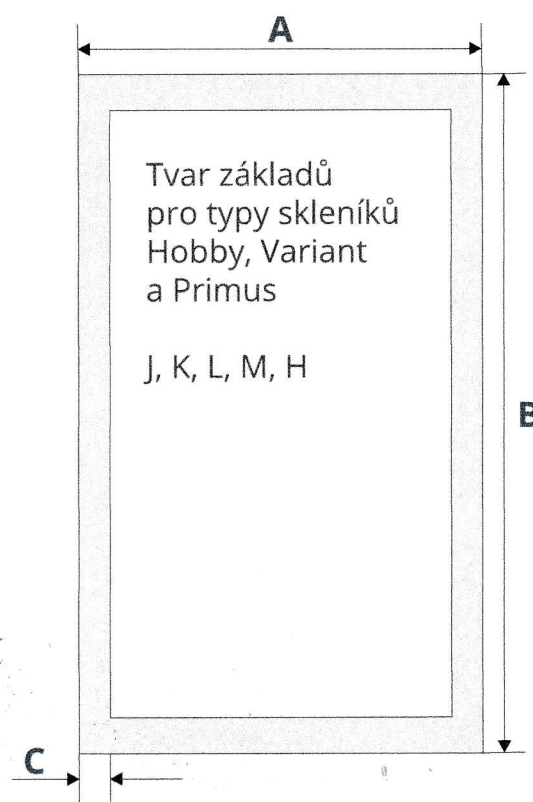 A
Tvar základů
pro typy skleníků
Hobby, Variant
a Primus
J, K, L, M, H
B
C